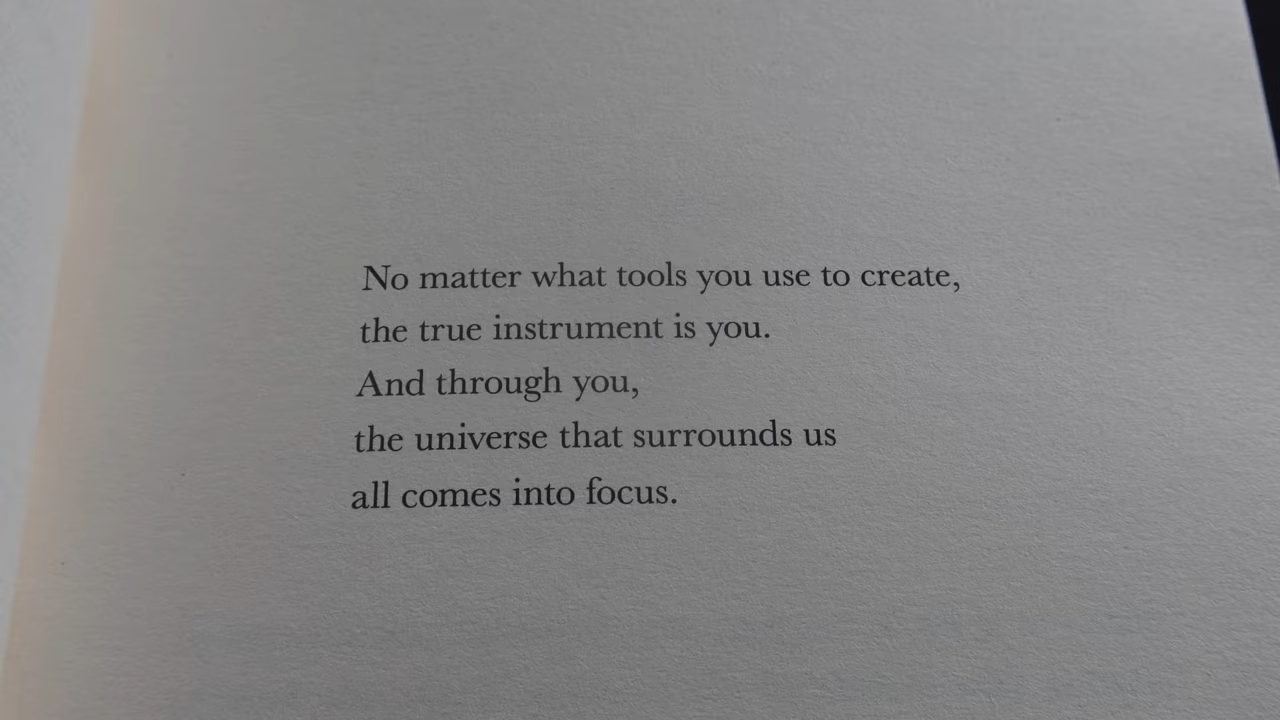 No matter what tools you use to create,
the true instrument is you.
And through you,
the universe that surrounds us
all comes into focus.